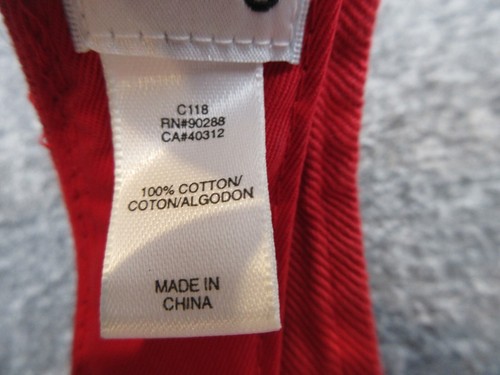 C118
RN#90288
CA#40312
100% COTTON/
COTON/ALGODON
MADE IN
CHINA